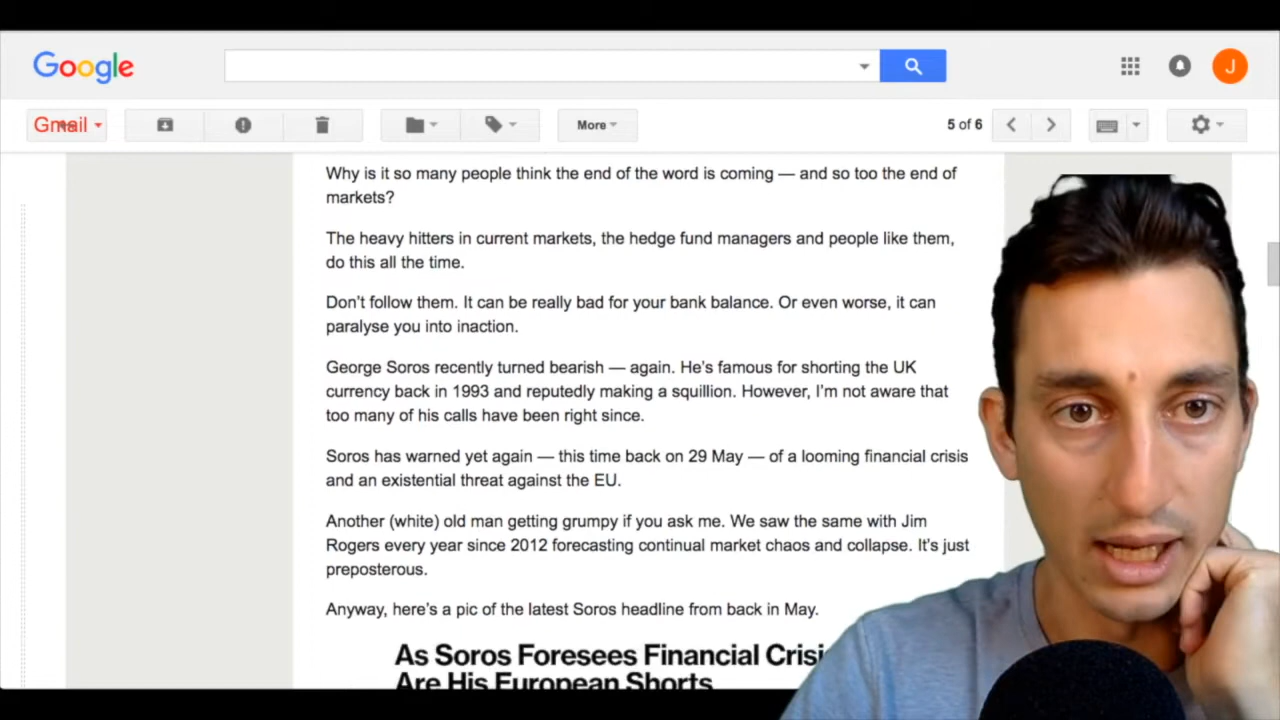 Google
J
Gmail
More
5 of 6
Why is it so many people think the end of the word is coming — and so too the end of
markets?
The heavy hitters in current markets, the hedge fund managers and people like them,
do this all the time.
Don't follow them. It can be really bad for your bank balance. Or even worse, it can
paralyse you into inaction.
George Soros recently turned bearish — again. He's famous for shorting the UK
currency back in 1993 and reputedly making a squillion. However, I'm not aware that
too many of his calls have been right since.
Soros has warned yet again — this time back on 29 May — of a looming financial crisis
and an existential threat against the EU.
Another (white) old man getting grumpy if you ask me. We saw the same with Jim
Rogers every year since 2012 forecasting continual market chaos and collapse. It's just
preposterous.
Anyway, here's a pic of the latest Soros headline from back in May.
As Soros Foresees Financial
Are His European Shorts